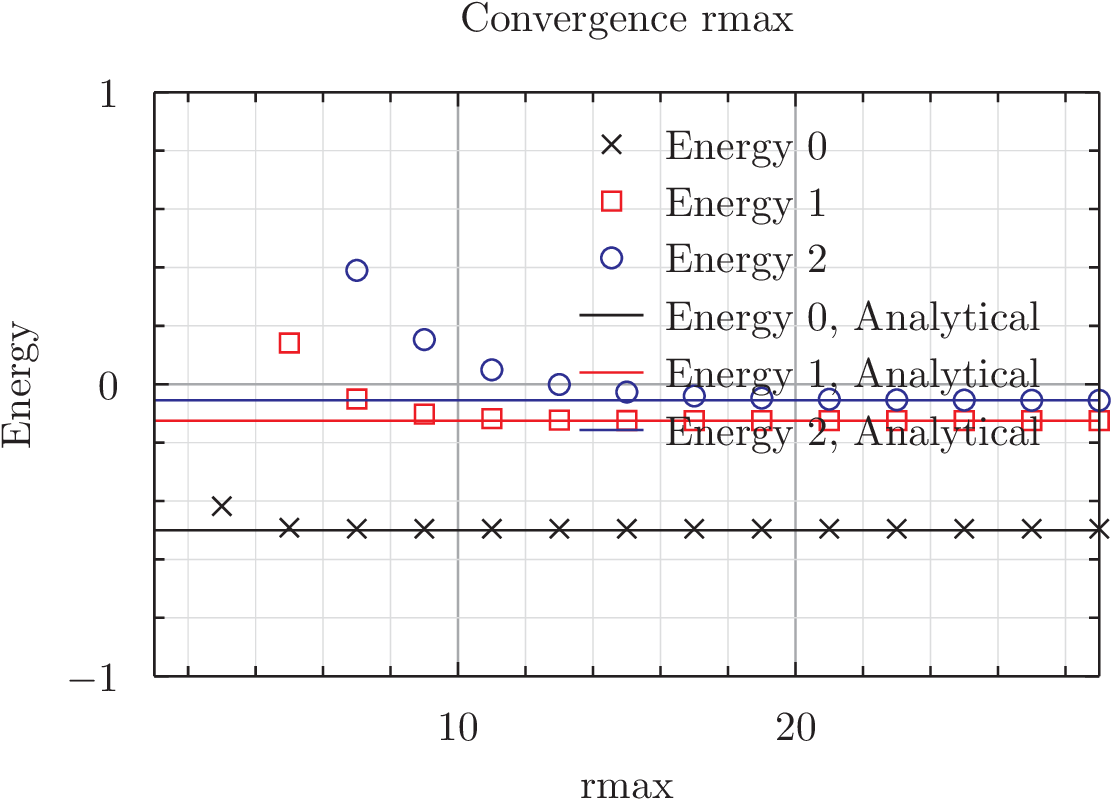 Convergence rmax
1
Energy 0
Energy 1
Energy 2
Energy 0, Analytical
Energy 1, Analytical
Energy 2, Analytical
0
Energy
−1
10
20
rmax